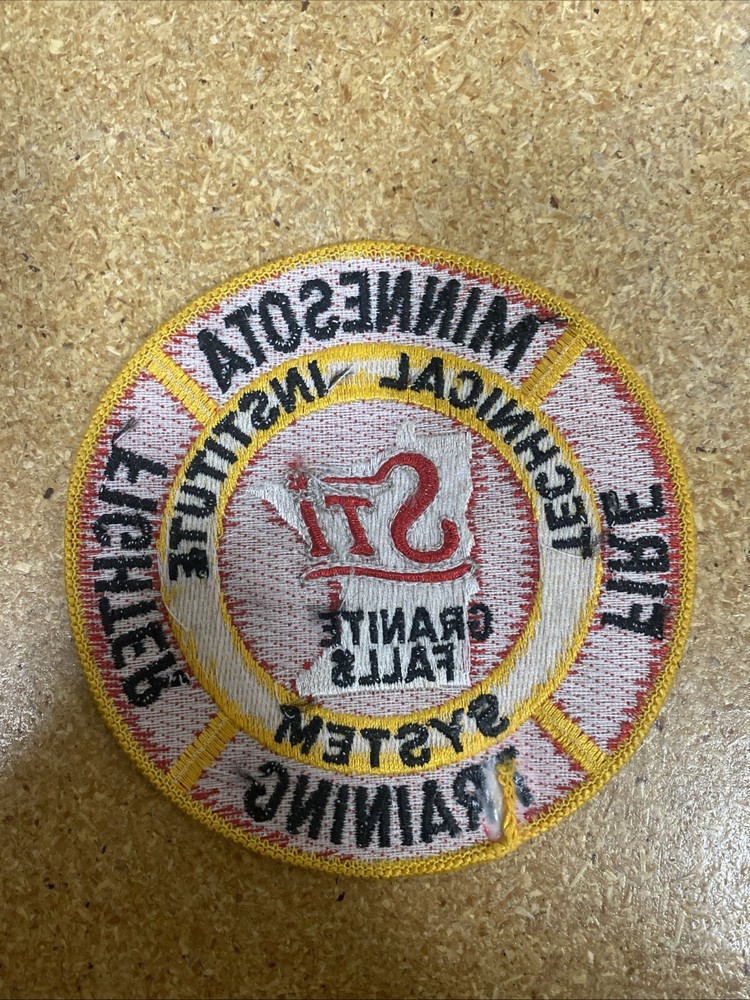 MINNESOTA
FIRE
FIGHTER
TRAINING
TECHNICAL INSTITUTE
SYSTEM
STi
GRANITE
FALLS